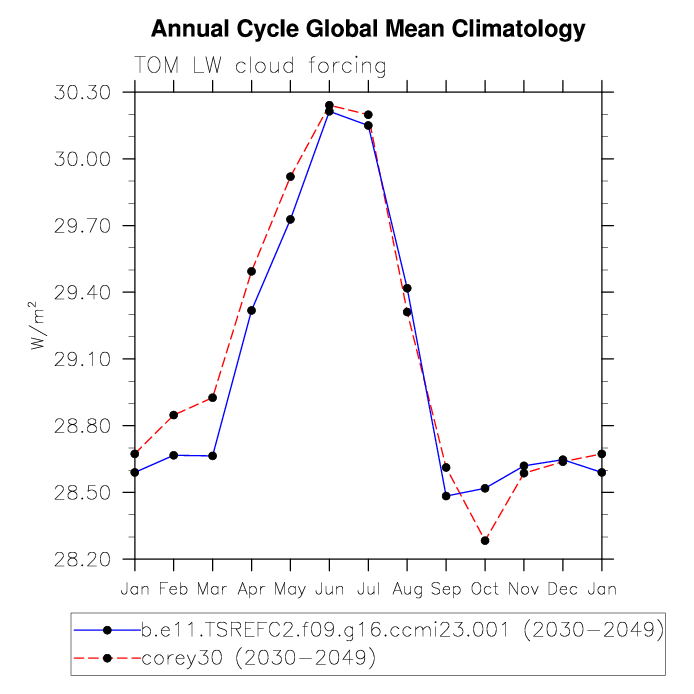 Annual Cycle Global Mean Climatology
TOM LW cloud forcing
30.30
30.00
29.70
29.40
29.10
28.80
28.50
28.20
W/m²
Jan Feb Mar Apr May Jun Jul Aug Sep Oct Nov Dec Jan
b.e11.TSREFC2.f09.g16.ccmi23.001 (2030−2049)
corey30 (2030−2049)